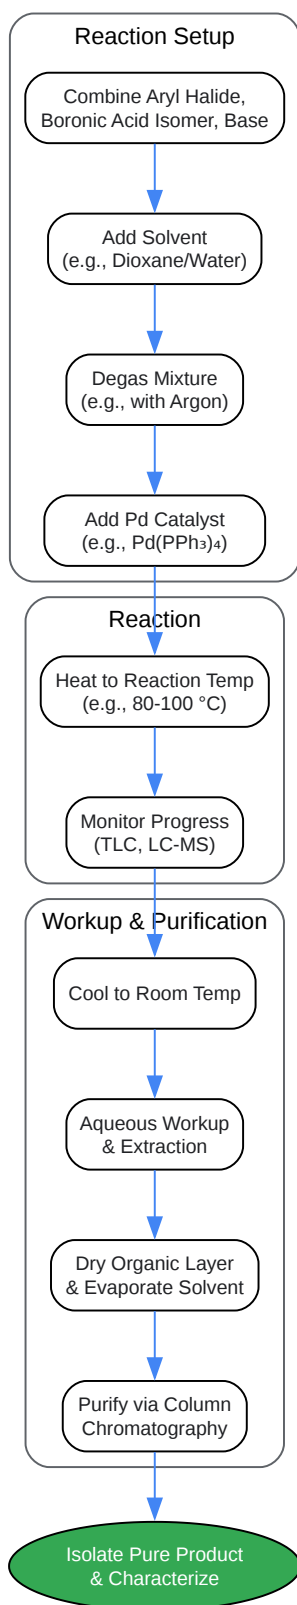 Reaction Setup
Combine Aryl Halide,
Boronic Acid Isomer, Base
Add Solvent
(e.g., Dioxane/Water)
Degas Mixture
(e.g., with Argon)
Add Pd Catalyst
(e.g., Pd(PPh₃)₄)
Reaction
Heat to Reaction Temp
(e.g., 80-100 °C)
Monitor Progress
(TLC, LC-MS)
Workup & Purification
Cool to Room Temp
Aqueous Workup
& Extraction
Dry Organic Layer
& Evaporate Solvent
Purify via Column
Chromatography
Isolate Pure Product
& Characterize